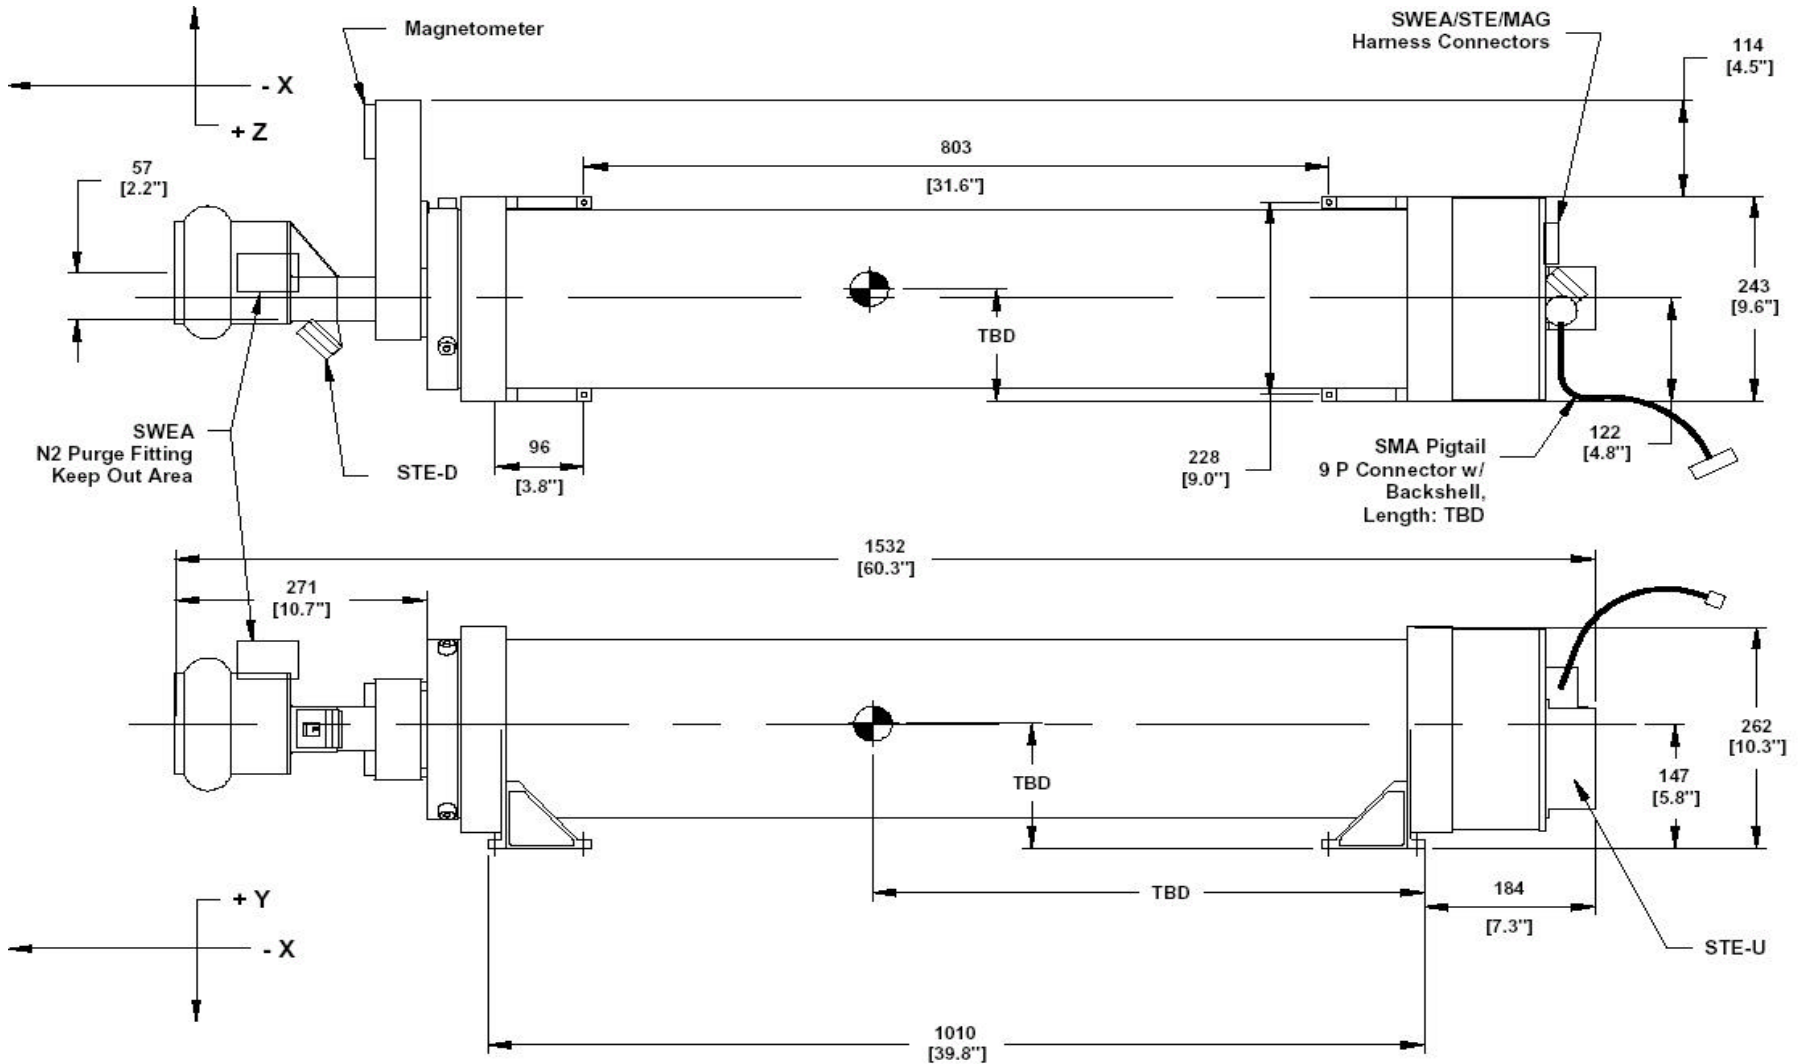 Magnetometer
SWEA/STE/MAG
Harness Connectors
114
[4.5"]
- X
+ Z
57
[2.2"]
803
[31.6"]
243
[9.6"]
TBD
SWEA
N2 Purge Fitting
Keep Out Area
STE-D
96
[3.8"]
228
[9.0"]
SMA Pigtail
9 P Connector w/
Backshell,
Length: TBD
122
[4.8"]
1532
[60.3"]
271
[10.7"]
262
[10.3"]
147
[5.8"]
TBD
TBD
184
[7.3"]
+ Y
- X
STE-U
1010
[39.8"]